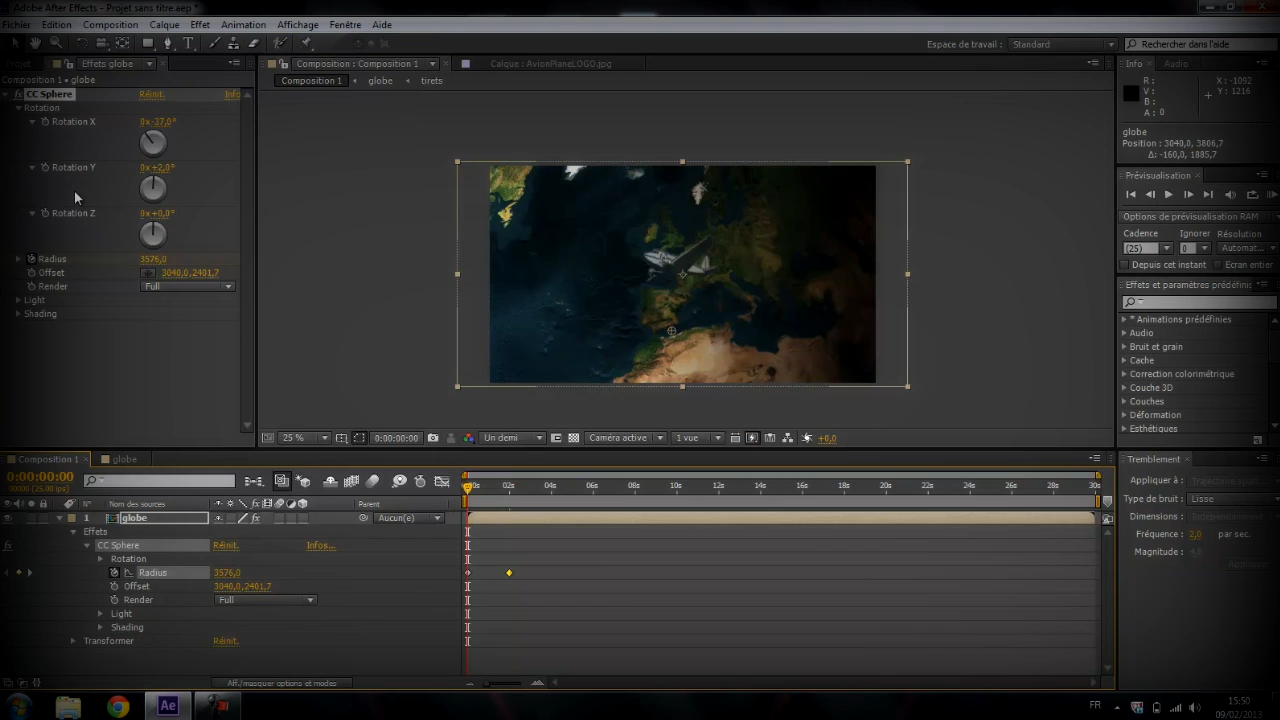 Adobe After Effects - Projet sans titre.aep *
Fichier Edition Composition Calque Effet Animation Affichage Fenêtre Aide
Espace de travail : Standard Rechercher dans l'aide
Projet Effets globe
Composition : Composition 1
Calque : AvionPlaneLOGO.jpg
Info Audio
Composition 1 • globe
Composition 1 globe tirets
R :
V :
B :
A : 0
X : -1092
Y : 1216
fx CC Sphere Réinit. Info
Rotation
Rotation X 0x-37,0°
Rotation Y 0x+2,0°
Rotation Z 0x+0,0°
Radius 3576,0
Offset 3040,0,2401,7
Render Full
Light
Shading
globe
Position : 3040,0, 3806,7
Δ: -160,0, 1885,7
Prévisualisation
Options de prévisualisation RAM
Cadence Ignorer Résolution
(25) 0 Automat...
Depuis cet instant Ecran entier
Effets et paramètres prédéfinis
* Animations prédéfinies
Audio
Bruit et grain
Cache
Correction colorimétrique
Couche 3D
Couches
Déformation
Esthétiques
25 % 0:00:00:00 Un demi Caméra active 1 vue +0,0
Composition 1 globe
0:00:00:00
00000 (25.00 ips)
N° Nom des sources Parent
00s 02s 04s 06s 08s 10s 12s 14s 16s 18s 20s 22s 24s 26s 28s 30s
1 globe Aucun(e)
Effets
CC Sphere Réinit. Infos...
Rotation
Radius 3576,0
Offset 3040,0,2401,7
Render Full
Light
Shading
Transformer Réinit.
Aff./masquer options et modes
Tremblement
Appliquer à :
Type de bruit : Lisse
Dimensions :
Fréquence : 2,0 par sec.
Magnitude :
Ae
FR
15:50
09/02/2013